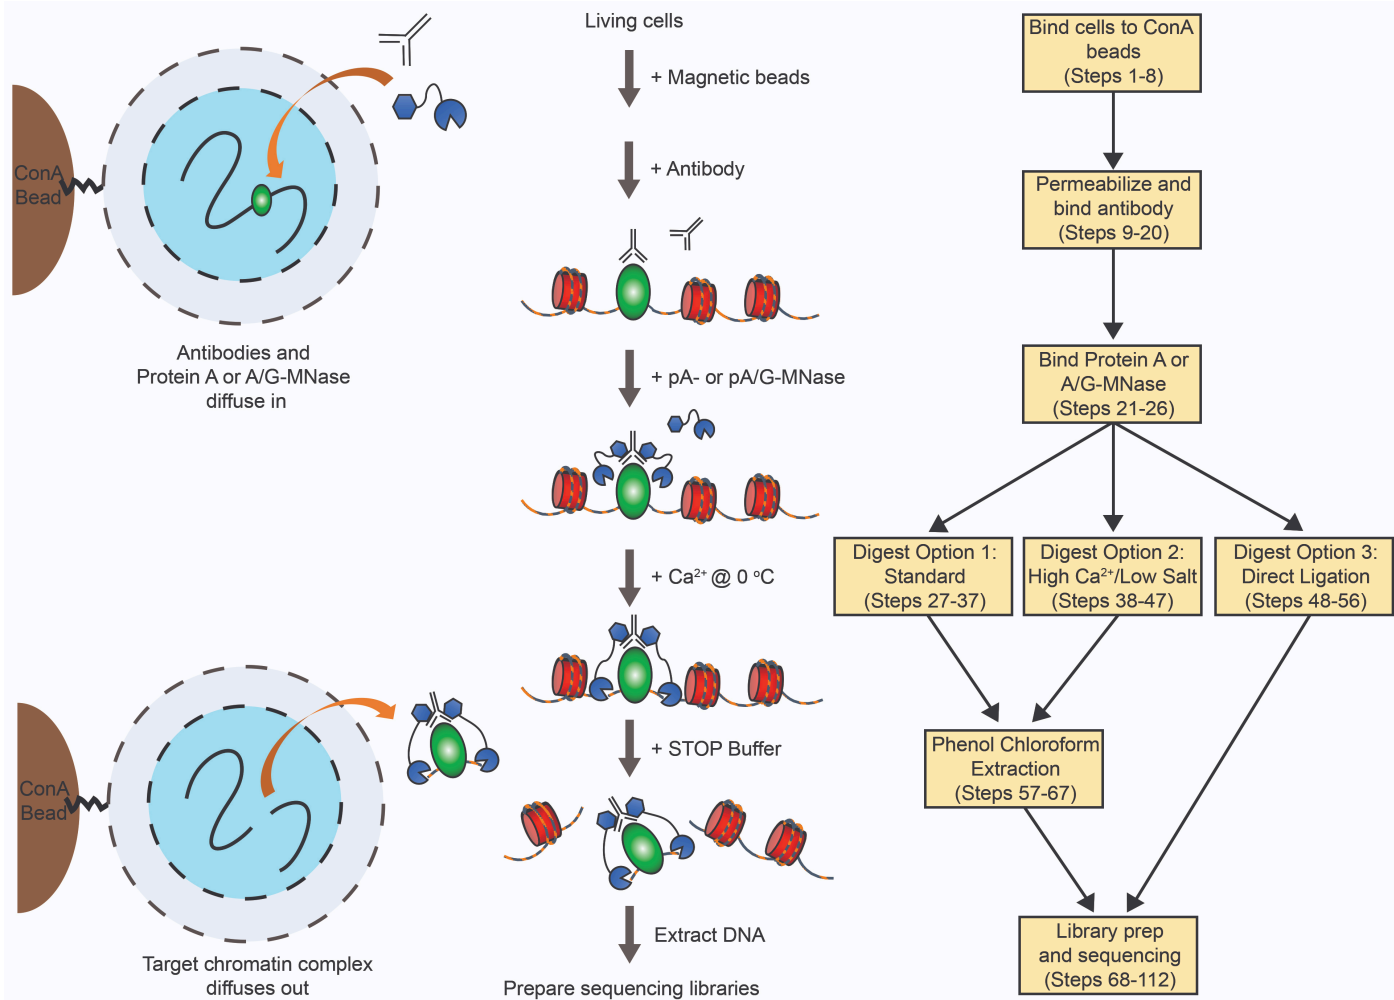 ConA
Bead
Antibodies and
Protein A or A/G-MNase
diffuse in
ConA
Bead
Target chromatin complex
diffuses out
Living cells
+ Magnetic beads
+ Antibody
+ pA- or pA/G-MNase
+ Ca²⁺ @ 0 °C
+ STOP Buffer
Extract DNA
Prepare sequencing libraries
Bind cells to ConA
beads
(Steps 1-8)
Permeabilize and
bind antibody
(Steps 9-20)
Bind Protein A or
A/G-MNase
(Steps 21-26)
Digest Option 1:
Standard
(Steps 27-37)
Digest Option 2:
High Ca²⁺/Low Salt
(Steps 38-47)
Digest Option 3:
Direct Ligation
(Steps 48-56)
Phenol Chloroform
Extraction
(Steps 57-67)
Library prep
and sequencing
(Steps 68-112)